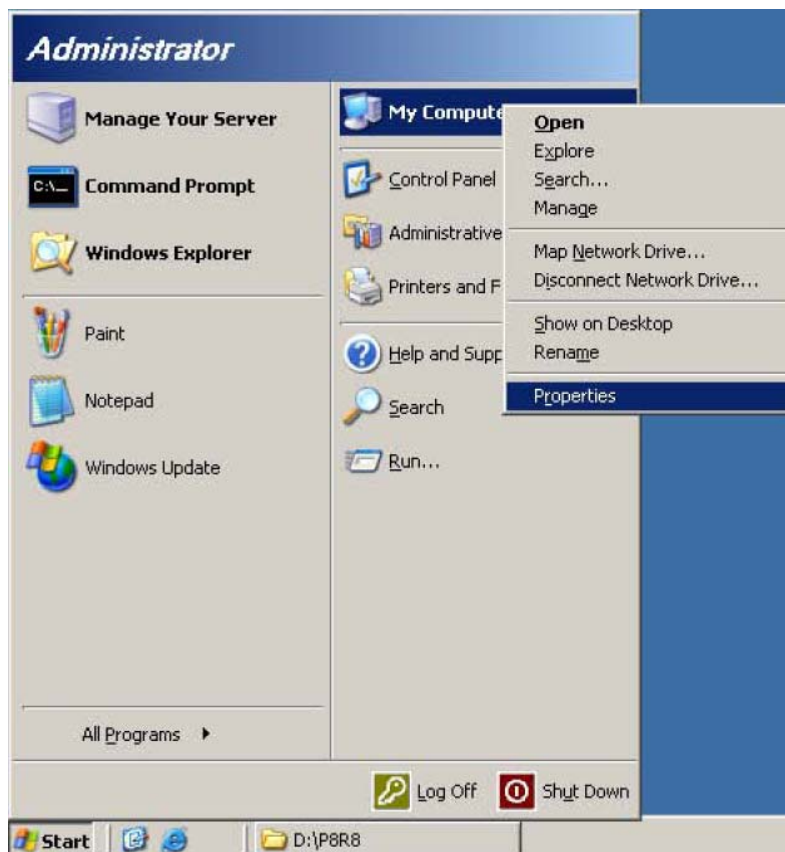 Administrator
Manage Your Server
Command Prompt
Windows Explorer
Paint
Notepad
Windows Update
All Programs
My Compute
Control Panel
Administrative
Printers and F
Help and Supp
Search
Run...
Open
Explore
Search...
Manage
Map Network Drive...
Disconnect Network Drive...
Show on Desktop
Rename
Properties
Log Off
Shut Down
Start
D:\P8R8
C:\_